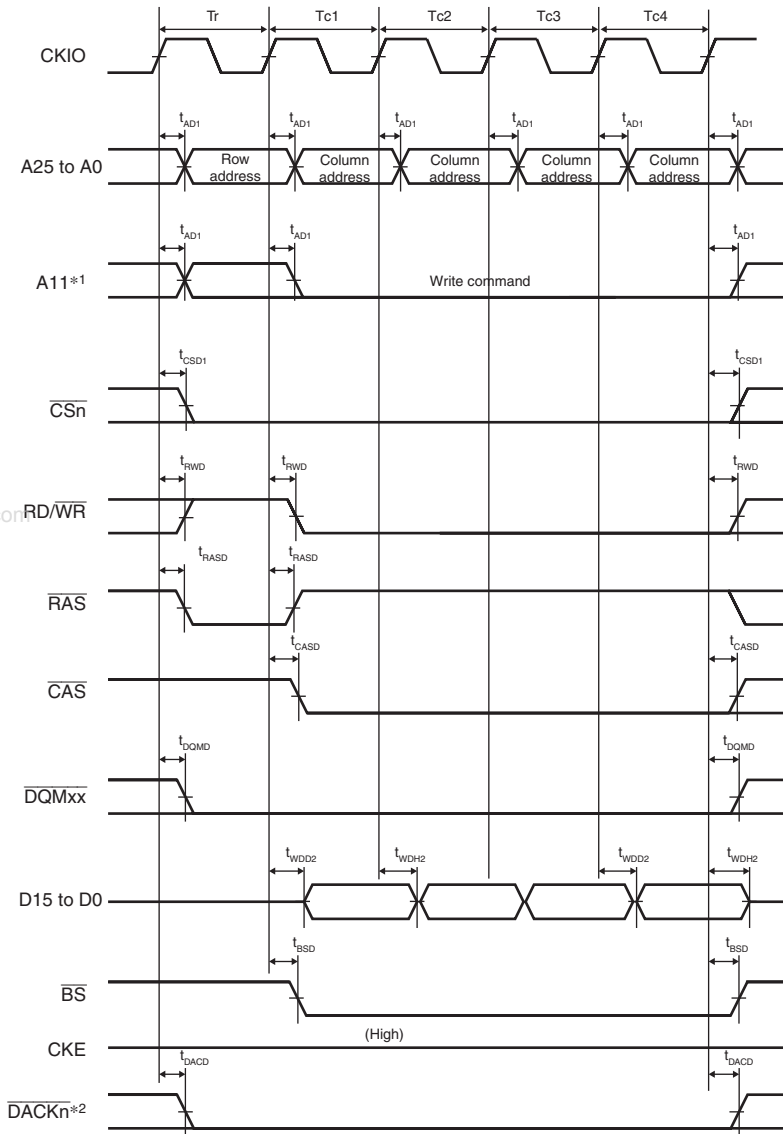 Tr Tc1 Tc2 Tc3 Tc4
CKIO
tAD1 tAD1 tAD1 tAD1 tAD1 tAD1
A25 to A0
Row address Column address Column address Column address Column address
tAD1 tAD1 tAD1
A11*1
Write command
tCSD1 tCSD1
CSn
tRWD tRWD tRWD
RD/WR
tRASD tRASD
RAS
tCASD tCASD
CAS
tDQMD tDQMD
DQMxx
tWDD2 tWDH2 tWDD2 tWDH2
D15 to D0
tBSD tBSD
BS
(High)
CKE
tDACD tDACD
DACKn*2